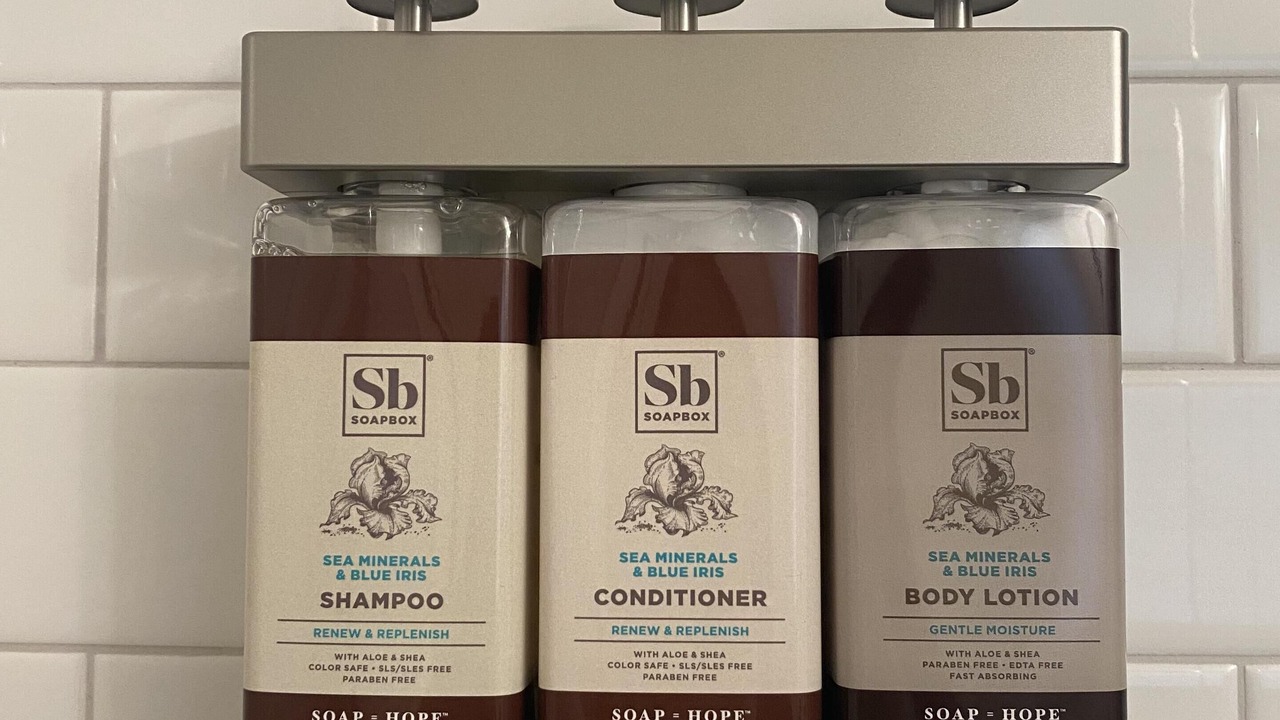 Sb®
SOAPBOX
SEA MINERALS
& BLUE IRIS
SHAMPOO
RENEW & REPLENISH
WITH ALOE & SHEA
COLOR SAFE • SLS/SLES FREE
PARABEN FREE
SOAP = HOPE™
Sb®
SOAPBOX
SEA MINERALS
& BLUE IRIS
CONDITIONER
RENEW & REPLENISH
WITH ALOE & SHEA
COLOR SAFE • SLS/SLES FREE
PARABEN FREE
SOAP = HOPE™
Sb®
SOAPBOX
SEA MINERALS
& BLUE IRIS
BODY LOTION
GENTLE MOISTURE
WITH ALOE & SHEA
PARABEN FREE • EDTA FREE
FAST ABSORBING
SOAP = HOPE™